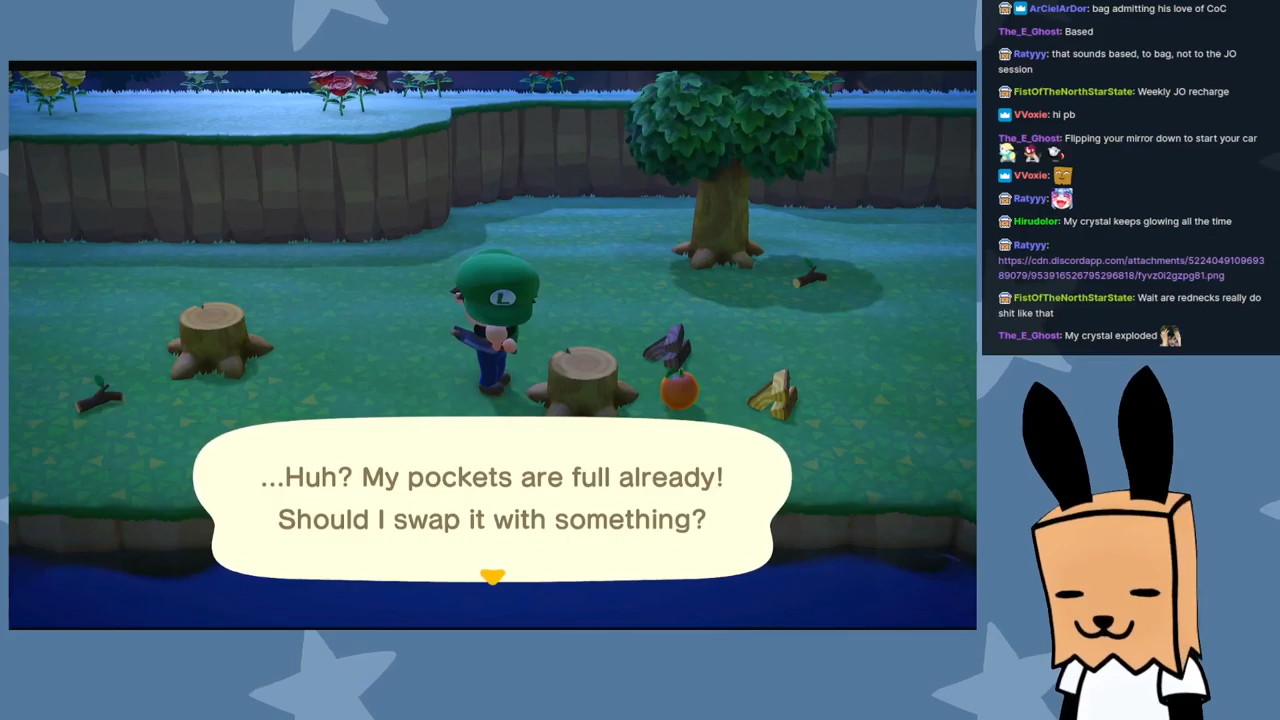 ArCielArDor: bag admitting his love of CoC
The_E_Ghost: Based
Ratyyy: that sounds based, to bag, not to the JO
session
FistOfTheNorthStarState: Weekly JO recharge
VVoxie: hi pb
The_E_Ghost: Flipping your mirror down to start your car
VVoxie:
Ratyyy:
Hirudolor: My crystal keeps glowing all the time
Ratyyy:
https://cdn.discordapp.com/attachments/5224049109693
89079/953916526795296818/fyvz0i2gzpg81.png
FistOfTheNorthStarState: Wait are rednecks really do
shit like that
The_E_Ghost: My crystal exploded
L
...Huh? My pockets are full already!
Should I swap it with something?